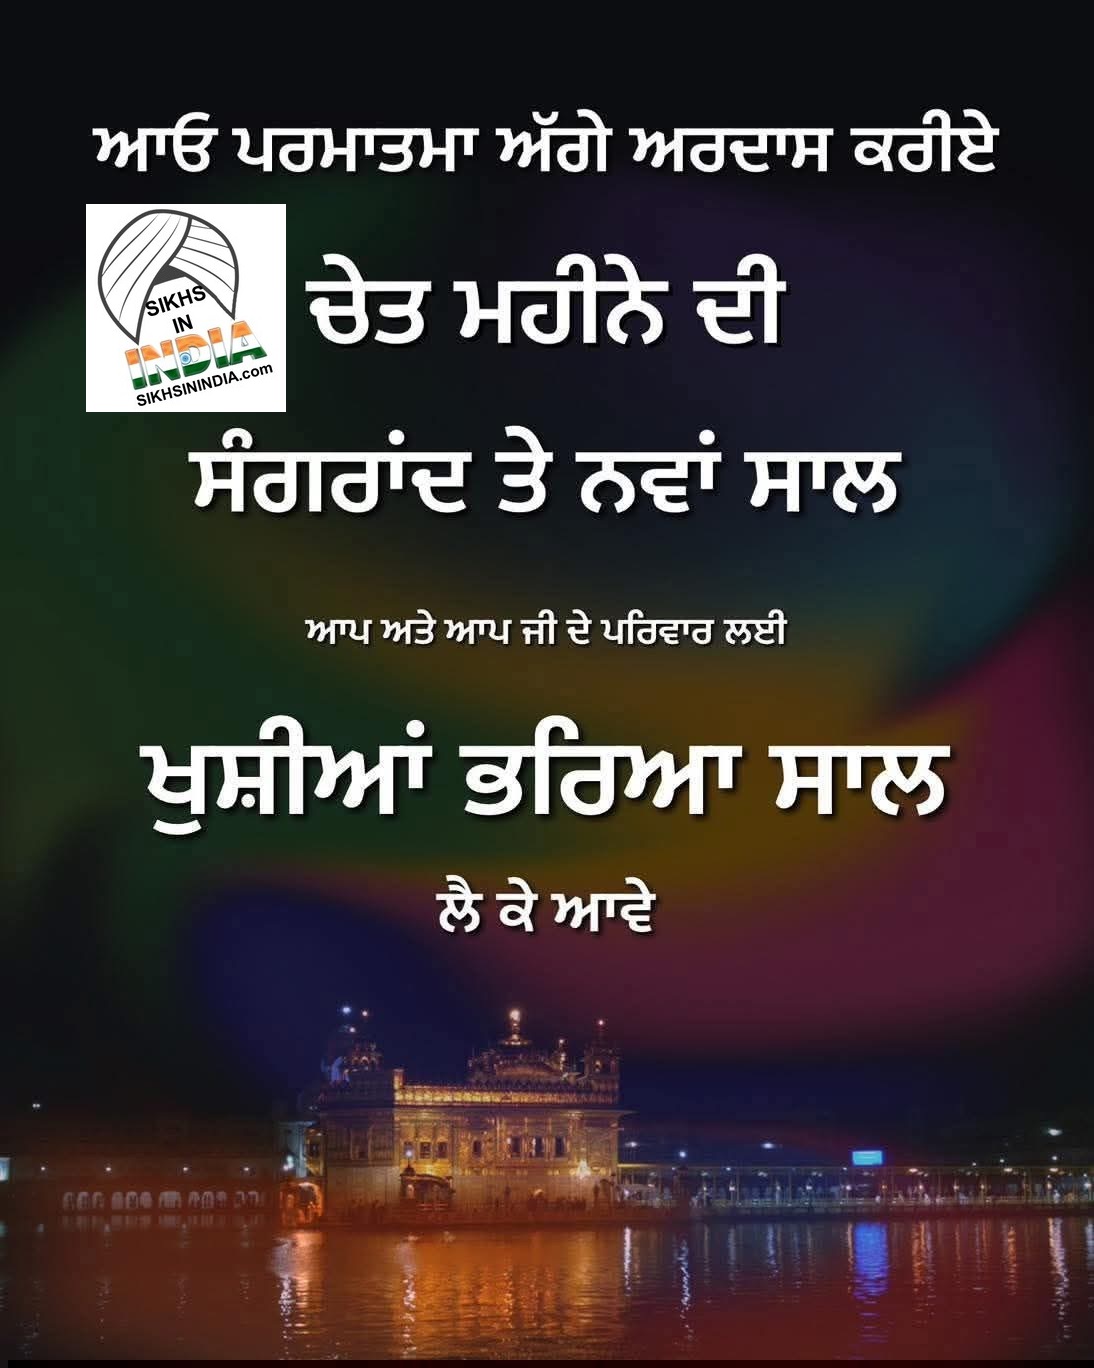 ਆਓ ਪਰਮਾਤਮਾ ਅੱਗੇ ਅਰਦਾਸ ਕਰੀਏ
SIKHS
IN
INDIA
SIKHSININDIA.com
ਚੇਤ ਮਹੀਨੇ ਦੀ
ਸੰਗਰਾਂਦ ਤੇ ਨਵਾਂ ਸਾਲ
ਆਪ ਅਤੇ ਆਪ ਜੀ ਦੇ ਪਰਿਵਾਰ ਲਈ
ਖੁਸ਼ੀਆਂ ਭਰਿਆ ਸਾਲ
ਲੈ ਕੇ ਆਵੇ